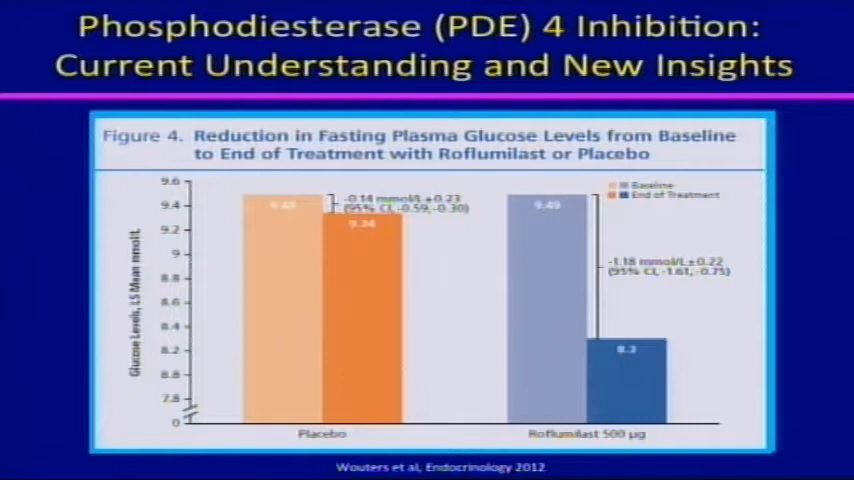 Phosphodiesterase (PDE) 4 Inhibition:
Current Understanding and New Insights
Figure 4. Reduction in Fasting Plasma Glucose Levels from Baseline
to End of Treatment with Roflumilast or Placebo
Baseline
End of Treatment
Glucose Levels, LS Mean mmol/L
9.6
9.4
9.2
9
8.8
8.6
8.4
8.2
8.8
7.8
0
9.34
-0.14 mmol/L±0.23
(95% CI, -0.59, -0.30)
9.49
8.3
-1.18 mmol/L±0.22
(95% CI, -1.61, -0.75)
Placebo
Roflumilast 500 µg
Wouters et al, Endocrinology 2012